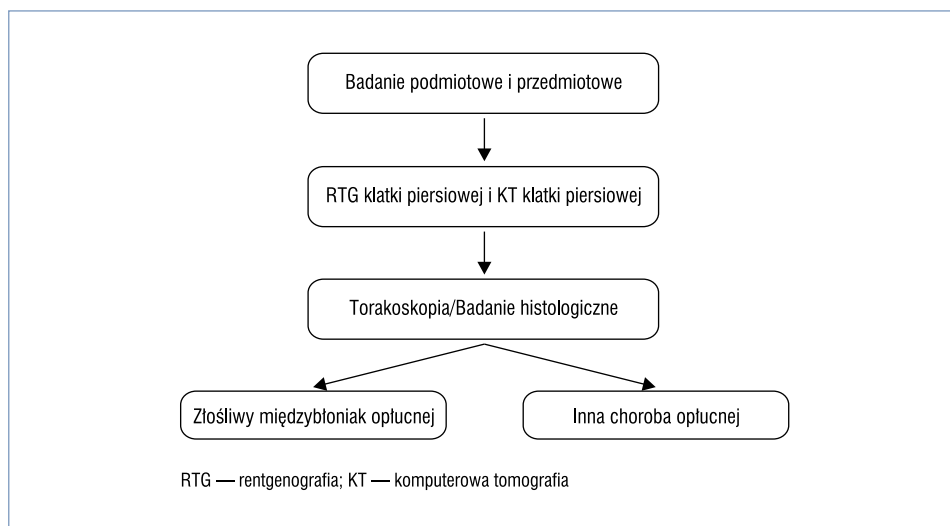 Badanie podmiotowe i przedmiotowe
RTG klatki piersiowej i KT klatki piersiowej
Torakoskopia/Badanie histologiczne
Złośliwy międzybłoniak opłucnej
Inna choroba opłucnej
RTG — rentgenografia; KT — komputerowa tomografia